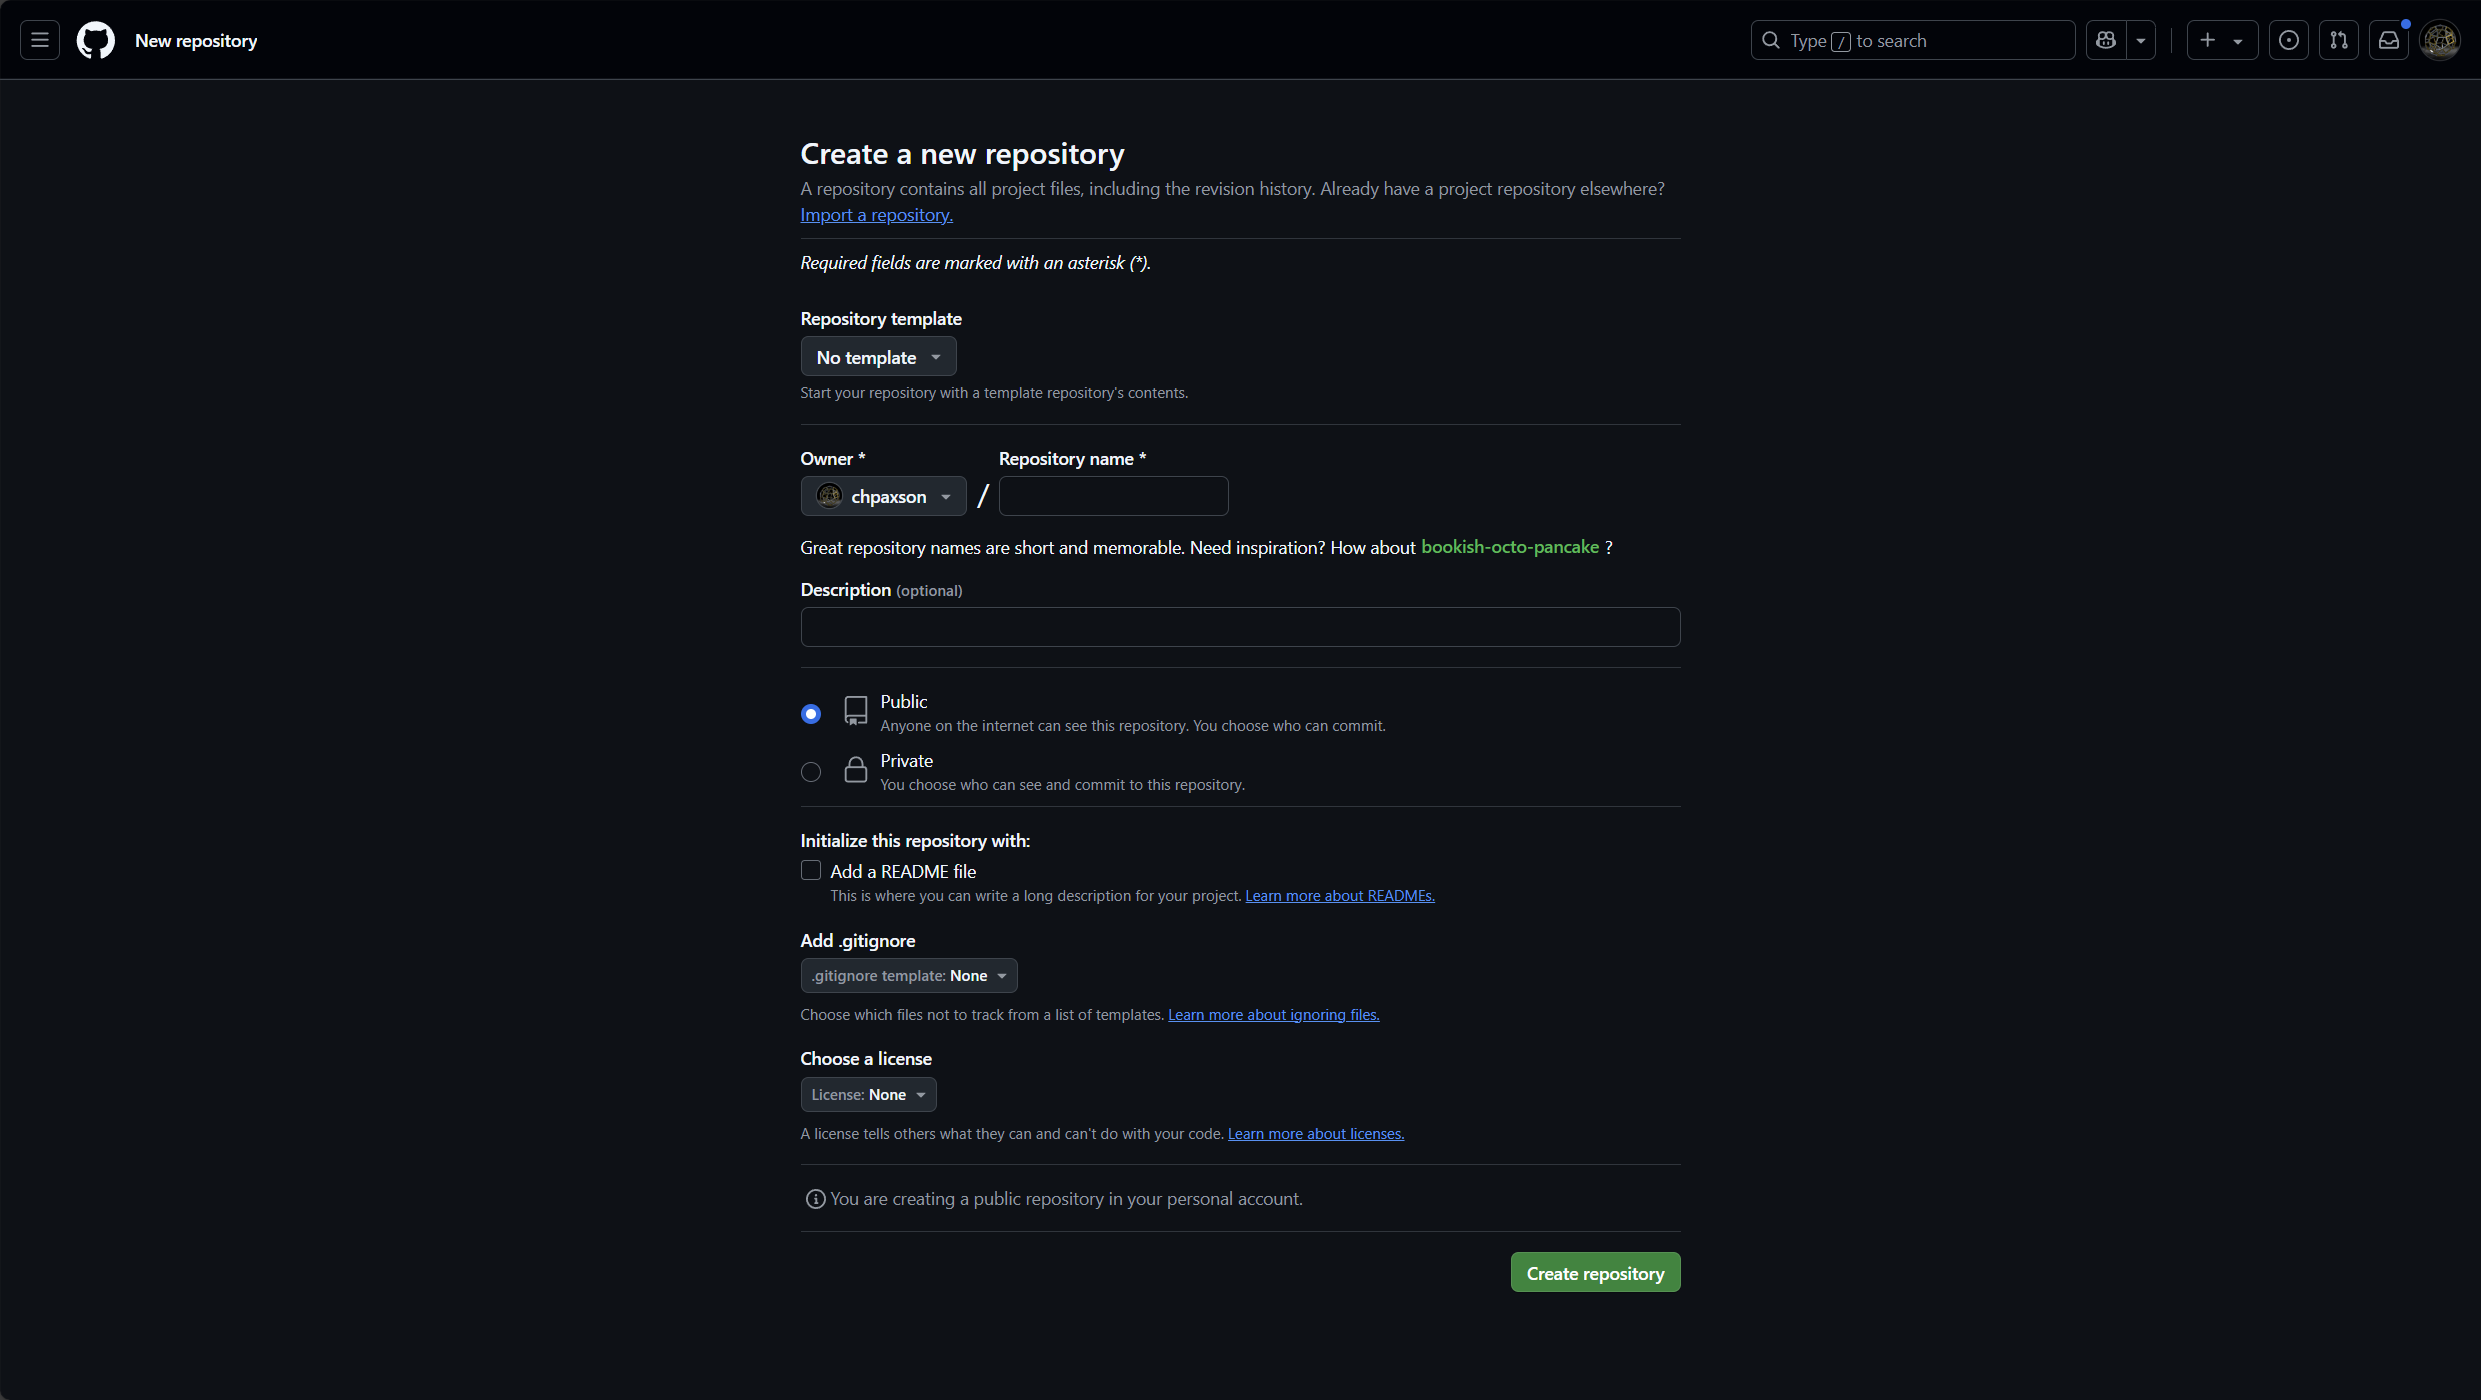 New repository
Type / to search
Create a new repository
A repository contains all project files, including the revision history. Already have a project repository elsewhere?
Import a repository.
Required fields are marked with an asterisk (*).
Repository template
No template
Start your repository with a template repository's contents.
Owner * Repository name *
chpaxson /
Great repository names are short and memorable. Need inspiration? How about bookish-octo-pancake ?
Description (optional)
Public
Anyone on the internet can see this repository. You choose who can commit.
Private
You choose who can see and commit to this repository.
Initialize this repository with:
Add a README file
This is where you can write a long description for your project. Learn more about READMEs.
Add .gitignore
.gitignore template: None
Choose which files not to track from a list of templates. Learn more about ignoring files.
Choose a license
License: None
A license tells others what they can and can't do with your code. Learn more about licenses.
You are creating a public repository in your personal account.
Create repository